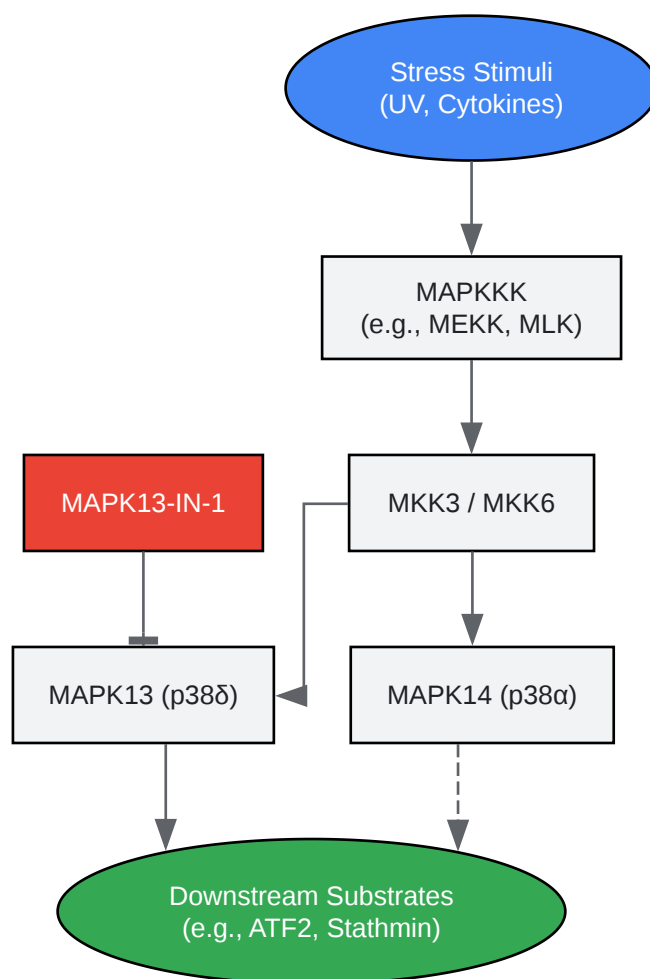 Stress Stimuli
(UV, Cytokines)
MAPKKK
(e.g., MEKK, MLK)
MAPK13-IN-1
MKK3 / MKK6
MAPK13 (p38δ)
MAPK14 (p38α)
Downstream Substrates
(e.g., ATF2, Stathmin)